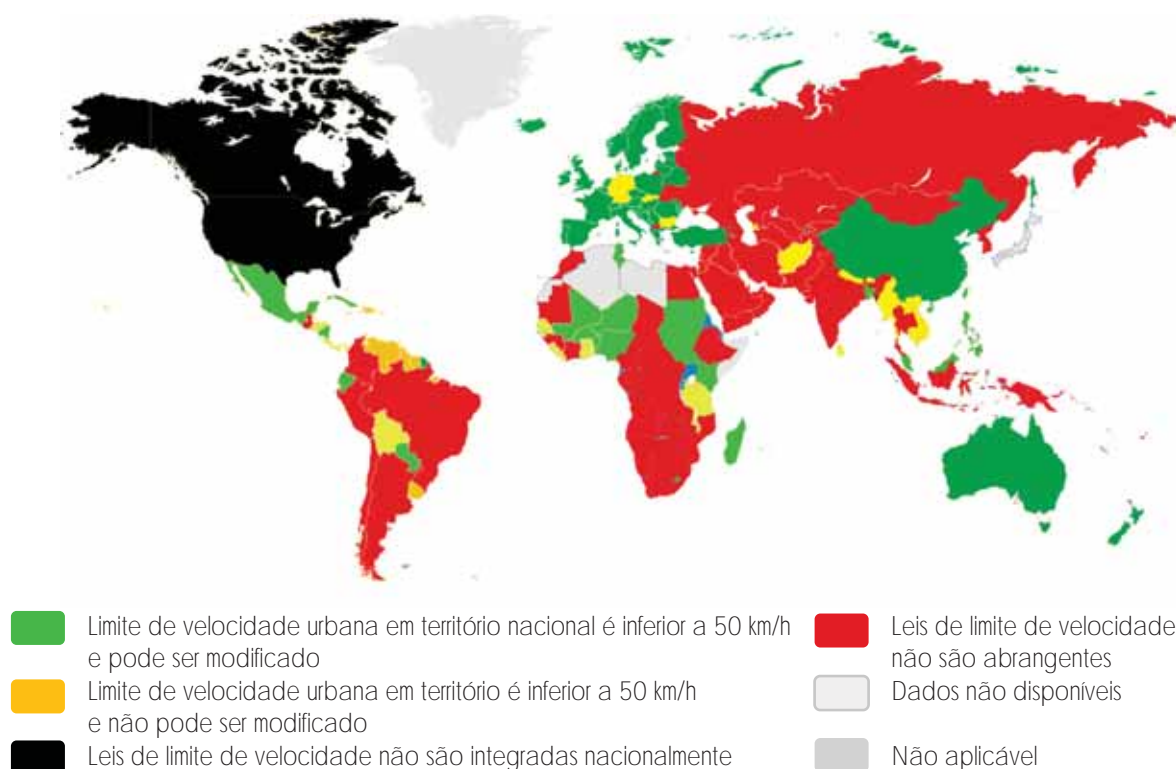 Limite de velocidade urbana em território nacional é inferior a 50 km/h
e pode ser modificado
Limite de velocidade urbana em território é inferior a 50 km/h
e não pode ser modificado
Leis de limite de velocidade não são integradas nacionalmente
Leis de limite de velocidade
não são abrangentes
Dados não disponíveis
Não aplicável